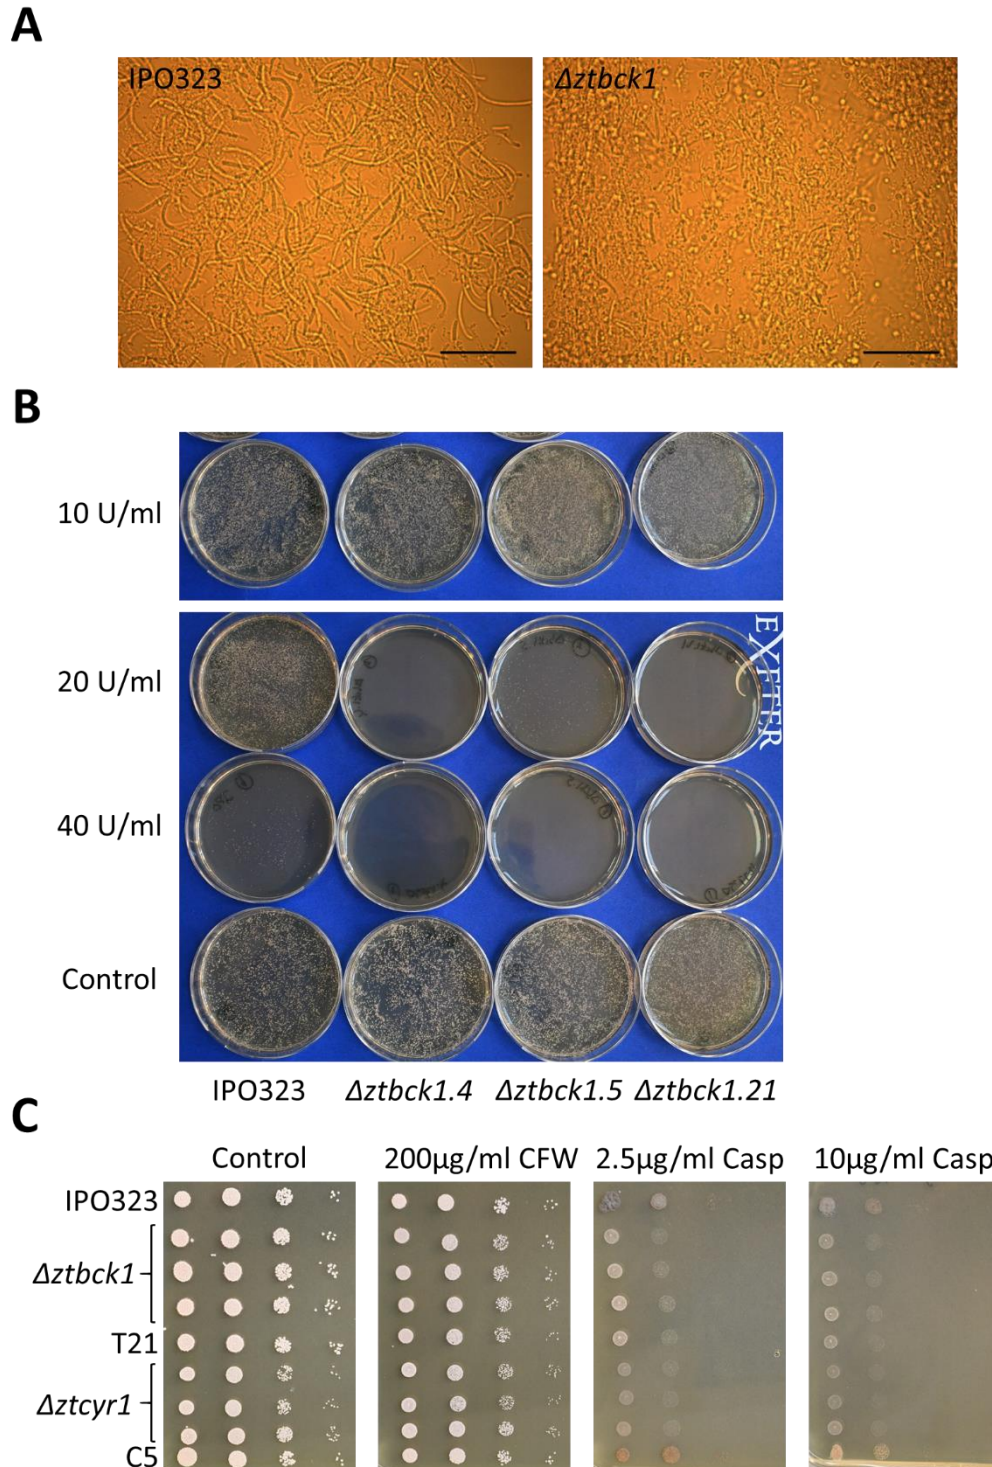 A
IPO323
Δztbck1
B
10 U/ml
20 U/ml
EXETER
40 U/ml
Control
IPO323 Δztbck1.4 Δztbck1.5 Δztbck1.21
C
Control 200µg/ml CFW 2.5µg/ml Casp 10µg/ml Casp
IPO323
Δztbck1
T21
Δztcyr1
C5